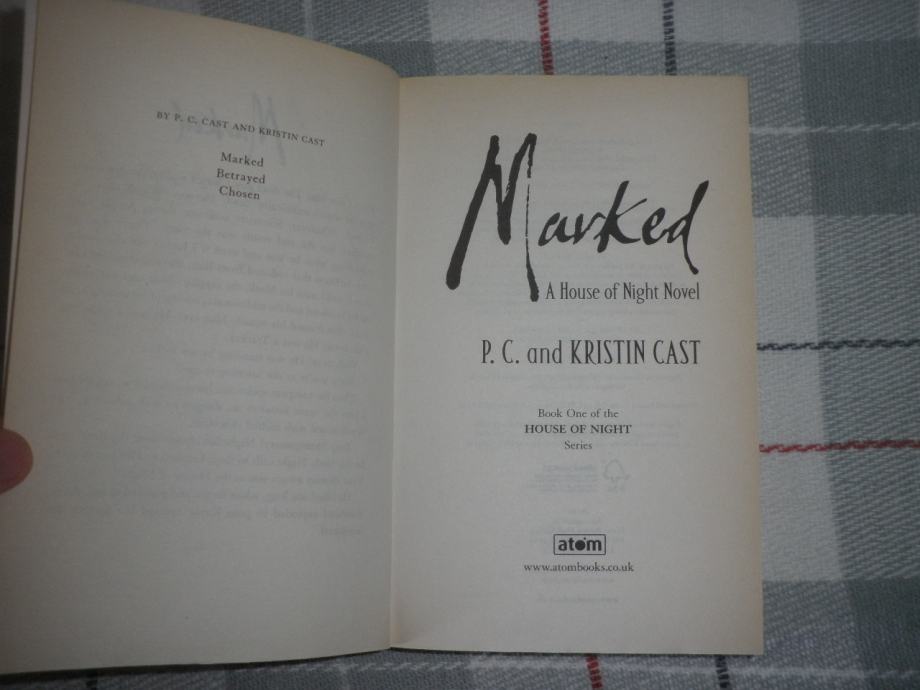 BY P. C. CAST AND KRISTIN CAST
Marked
Betrayed
Chosen
Marked
A House of Night Novel
P. C. and KRISTIN CAST
Book One of the
HOUSE OF NIGHT
Series
atom
www.atombooks.co.uk